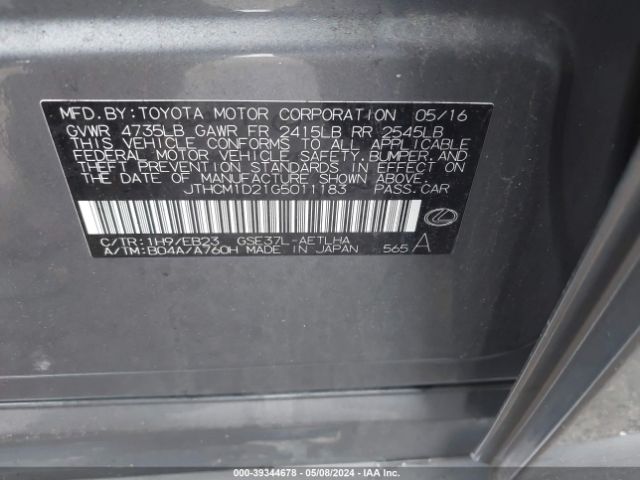 MFD.BY:TOYOTA MOTOR CORPORATION 05/16
GVWR 4735LB GAWR FR 2415LB RR 2545LB
THIS VEHICLE CONFORMS TO ALL APPLICABLE
FEDERAL MOTOR VEHICLE SAFETY, BUMPER, AND
THEFT PREVENTION STANDARDS IN EFFECT ON
THE DATE OF MANUFACTURE SHOWN ABOVE.
JTHCM1D21G5011183 PASS.CAR
C/TR:1H9/EB23 GSE37L-AETLHA
A/TM:B04A/A760H MADE IN JAPAN 565 A
000-39344678 - 05/08/2024 - IAA, Inc.